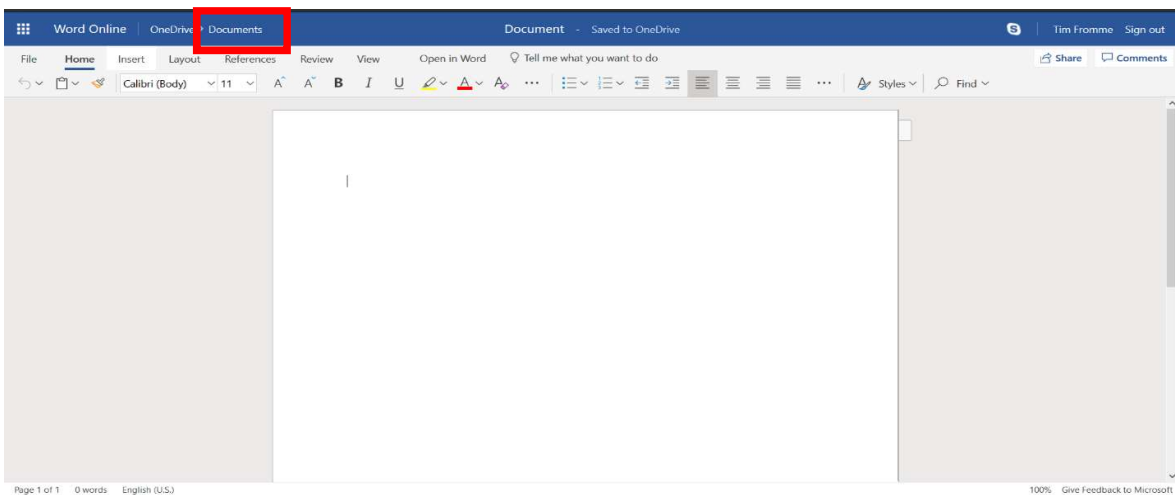 Word Online OneDrive Documents Document - Saved to OneDrive Tim Fromme Sign out
File Home Insert Layout References Review View Open in Word Tell me what you want to do Share Comments
Calibri (Body) 11 A A B I U A A Styles Find
Page 1 of 1 0 words English (U.S.) 100% Give Feedback to Microsoft